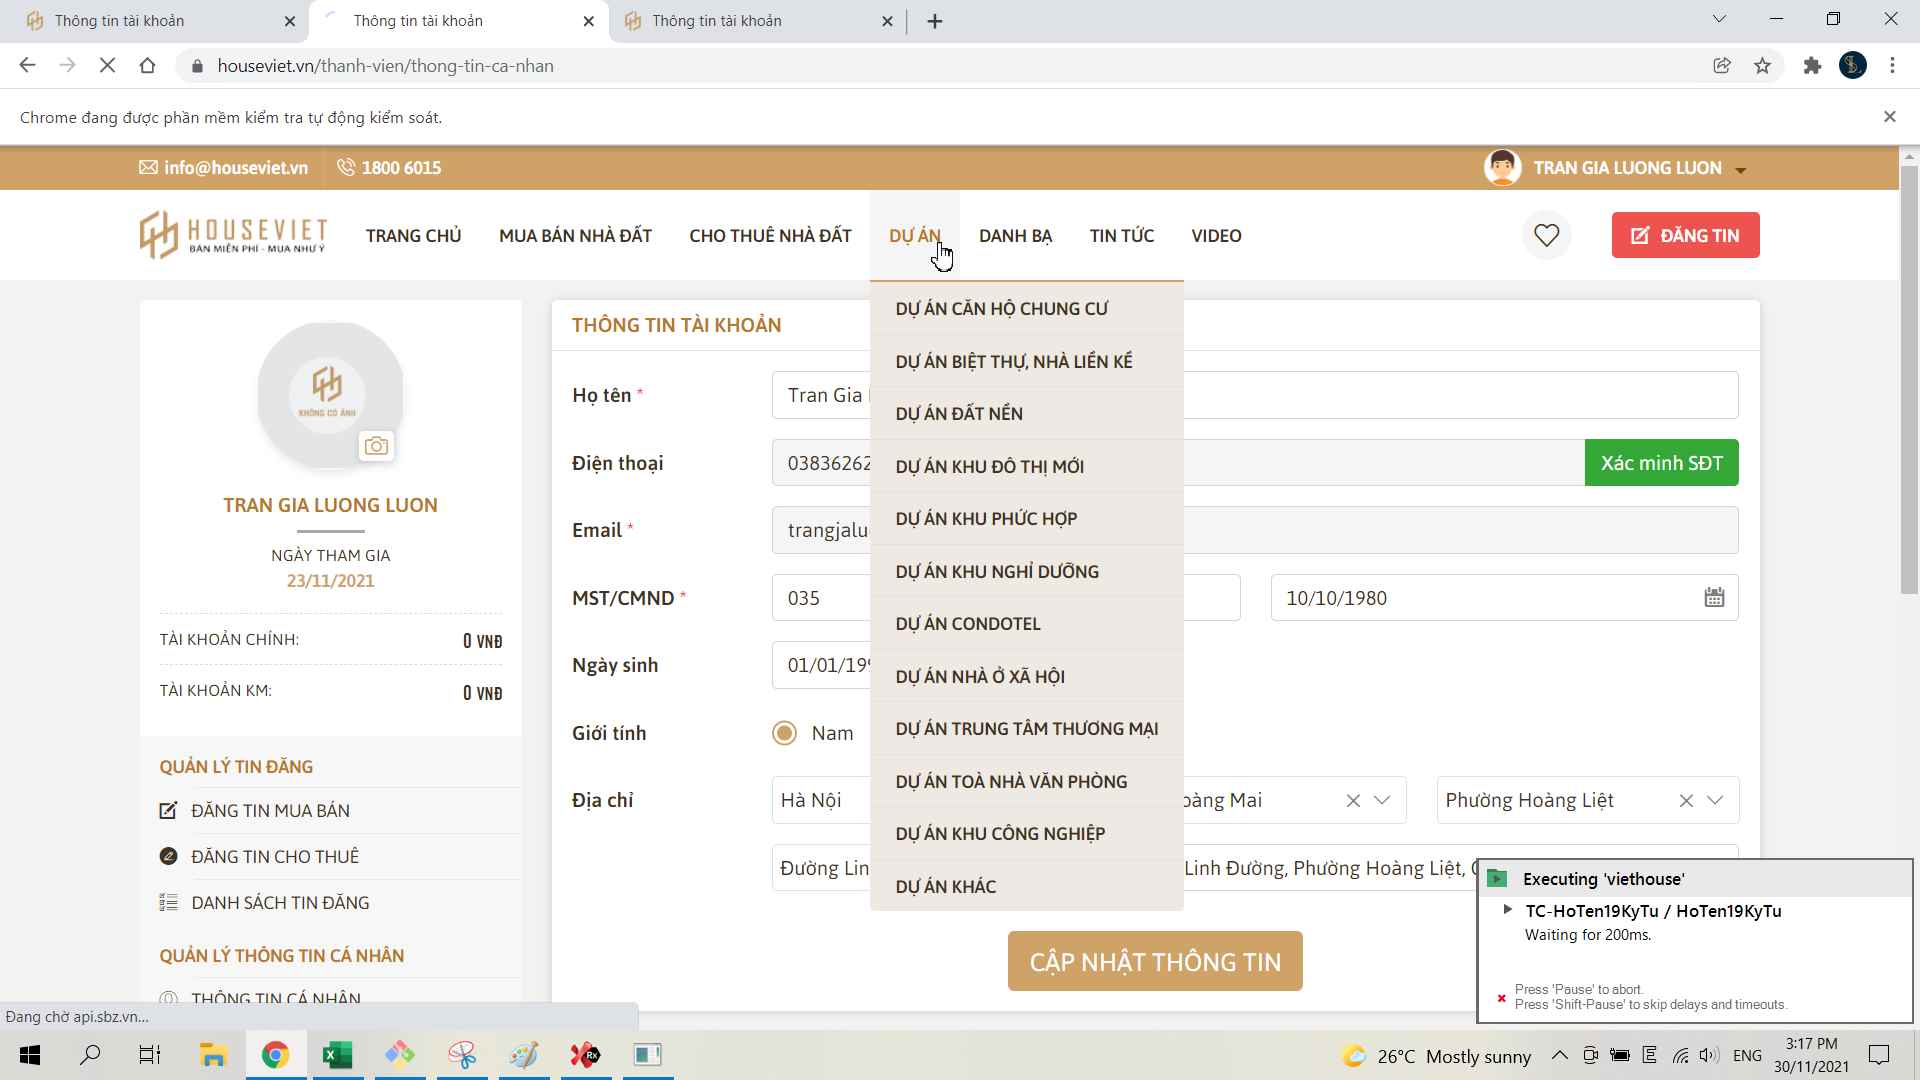 Thông tin tài khoản
Thông tin tài khoản
Thông tin tài khoản
houseviet.vn/thanh-vien/thong-tin-ca-nhan
Chrome đang được phần mềm kiểm tra tự động kiểm soát.
info@houseviet.vn
1800 6015
TRAN GIA LUONG LUON
HOUSEVIET
BÁN MIỄN PHÍ - MUA NHƯ Ý
TRANG CHỦ
MUA BÁN NHÀ ĐẤT
CHO THUÊ NHÀ ĐẤT
DỰ ÁN
DANH BẠ
TIN TỨC
VIDEO
ĐĂNG TIN
DỰ ÁN CĂN HỘ CHUNG CƯ
DỰ ÁN BIỆT THỰ, NHÀ LIỀN KỀ
DỰ ÁN ĐẤT NỀN
DỰ ÁN KHU ĐÔ THỊ MỚI
DỰ ÁN KHU PHỨC HỢP
DỰ ÁN KHU NGHỈ DƯỠNG
DỰ ÁN CONDOTEL
DỰ ÁN NHÀ Ở XÃ HỘI
DỰ ÁN TRUNG TÂM THƯƠNG MẠI
DỰ ÁN TOÀ NHÀ VĂN PHÒNG
DỰ ÁN KHU CÔNG NGHIỆP
DỰ ÁN KHÁC
KHÔNG CÓ ẢNH
TRAN GIA LUONG LUON
NGÀY THAM GIA
23/11/2021
TÀI KHOẢN CHÍNH: 0 VNĐ
TÀI KHOẢN KM: 0 VNĐ
QUẢN LÝ TIN ĐĂNG
ĐĂNG TIN MUA BÁN
ĐĂNG TIN CHO THUÊ
DANH SÁCH TIN ĐĂNG
QUẢN LÝ THÔNG TIN CÁ NHÂN
THÔNG TIN CÁ NHÂN
THÔNG TIN TÀI KHOẢN
Họ tên * Tran Gia
Điện thoại 03836262 Xác minh SĐT
Email * trangjalu
MST/CMND * 035 10/10/1980
Ngày sinh 01/01/199
Giới tính Nam
Địa chỉ Hà Nội oàng Mai Phường Hoàng Liệt
Đường Lin Linh Đường, Phường Hoàng Liệt,
CẬP NHẬT THÔNG TIN
Executing 'viethouse'
TC-HoTen19KyTu / HoTen19KyTu
Waiting for 200ms.
Press 'Pause' to abort.
Press 'Shift-Pause' to skip delays and timeouts.
Đang chờ api.sbz.vn...
26°C Mostly sunny
ENG
3:17 PM
30/11/2021